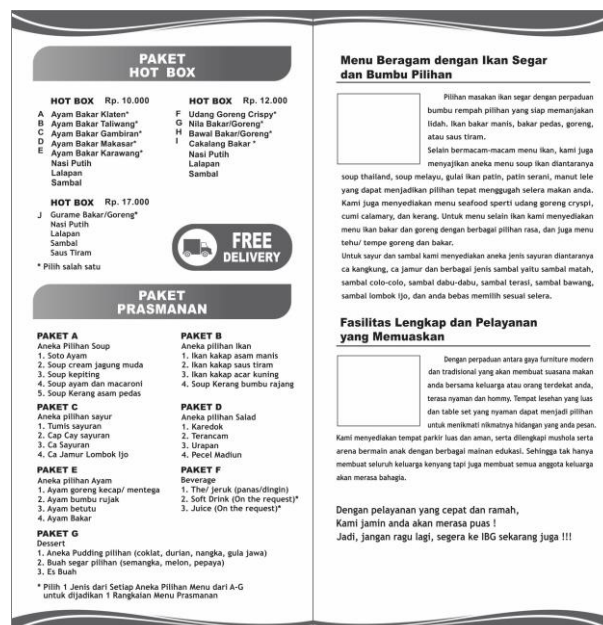 PAKET
HOT BOX
HOT BOX Rp. 10.000
A Ayam Bakar Klaten*
B Ayam Bakar Taliwang*
C Ayam Bakar Gambiran*
D Ayam Bakar Makasar*
E Ayam Bakar Karawang*
Nasi Putih
Lalapan
Sambal
HOT BOX Rp. 12.000
F Udang Goreng Crispy*
G Nila Bakar/Goreng*
H Bawal Bakar/Goreng*
I Cakalang Bakar *
Nasi Putih
Lalapan
Sambal
HOT BOX Rp. 17.000
J Gurame Bakar/Goreng*
Nasi Putih
Lalapan
Sambal
Saus Tiram
* Pilih salah satu
FREE
DELIVERY
PAKET
PRASMANAN
PAKET A
Aneka Pilihan Soup
1. Soto Ayam
2. Soup cream jagung muda
3. Soup kepiting
4. Soup ayam dan macaroni
5. Soup Kerang asam pedas
PAKET B
Aneka pilihan Ikan
1. Ikan kakap asam manis
2. Ikan kakap saus tiram
3. Ikan kakap acar kuning
4. Soup Kerang bumbu rajang
PAKET C
Aneka pilihan sayur
1. Tumis sayuran
2. Cap Cay sayuran
3. Ca Sayuran
4. Ca Jamur Lombok Ijo
PAKET D
Aneka pilihan Salad
1. Karedok
2. Terancam
3. Urapan
4. Pecel Madiun
PAKET E
Aneka pilihan Ayam
1. Ayam goreng kecap/ mentega
2. Ayam bumbu rujak
3. Ayam betutu
4. Ayam Bakar
PAKET F
Beverage
1. The/ jeruk (panas/dingin)
2. Soft Drink (On the request)*
3. Juice (On the request)*
PAKET G
Dessert
1. Aneka Pudding pilihan (coklat, durian, nangka, gula jawa)
2. Buah segar pilihan (semangka, melon, pepaya)
3. Es Buah
* Pilih 1 Jenis dari Setiap Aneka Pilihan Menu dari A-G
untuk dijadikan 1 Rangkaian Menu Prasmanan
Menu Beragam dengan Ikan Segar
dan Bumbu Pilihan
Pilihan masakan ikan segar dengan perpaduan
bumbu rempah pilihan yang siap memanjakan
lidah. Ikan bakar manis, bakar pedas, goreng,
atau saus tiram.
Selain bermacam-macam menu ikan, kami juga
menyajikan aneka menu soup ikan diantaranya
soup thailand, soup melayu, gulai ikan patin, patin serani, manut lele
yang dapat menjadikan pilihan tepat menggugah selera makan anda.
Kami juga menyediakan menu seafood sperti udang goreng cryspi,
cumi calamary, dan kerang. Untuk menu selain ikan kami menyediakan
menu ikan bakar dan goreng dengan berbagai pilihan rasa, dan juga menu
tehu/ tempe goreng dan bakar.
Untuk sayur dan sambal kami menyediakan aneka jenis sayuran diantaranya
ca kangkung, ca jamur dan berbagai jenis sambal yaitu sambal matah,
sambal colo-colo, sambal dabu-dabu, sambal terasi, sambal bawang,
sambal lombok ijo, dan anda bebas memilih sesuai selera.
Fasilitas Lengkap dan Pelayanan
yang Memuaskan
Dengan perpaduan antara gaya furniture modern
dan tradisional yang akan membuat suasana makan
anda bersama keluarga atau orang terdekat anda,
terasa nyaman dan hommy. Tempat lesehan yang luas
dan table set yang nyaman dapat menjadi pilihan
untuk menikmati nikmatnya hidangan yang anda pesan.
Kami menyediakan tempat parkir luas dan aman, serta dilengkapi mushola serta
arena bermain anak dengan berbagai mainan edukasi. Sehingga tak hanya
membuat seluruh keluarga kenyang tapi juga membuat semua anggota keluarga
akan merasa bahagia.
Dengan pelayanan yang cepat dan ramah,
Kami jamin anda akan merasa puas !
Jadi, jangan ragu lagi, segera ke IBG sekarang juga !!!